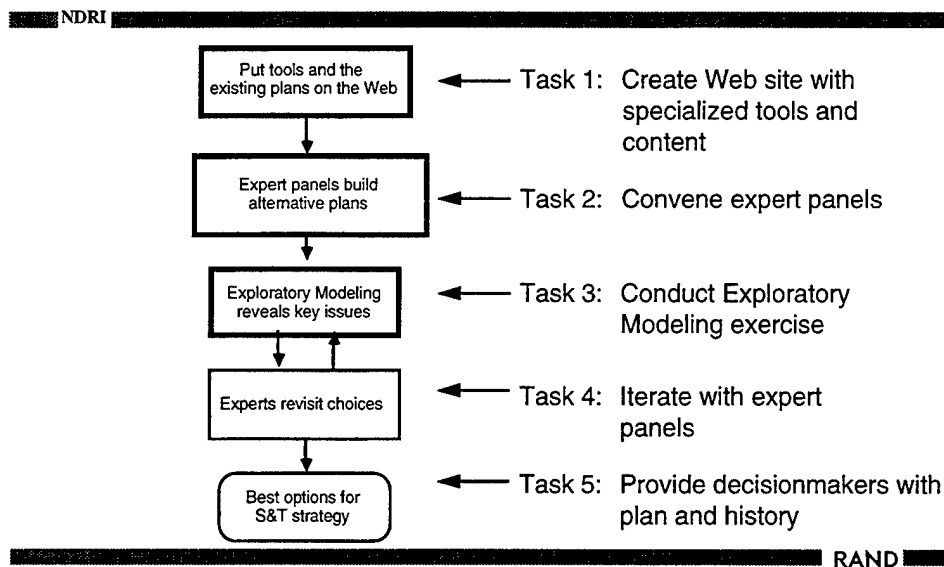 NDRI
Put tools and the
existing plans on the Web
Task 1: Create Web site with
specialized tools and
content
Expert panels build
alternative plans
Task 2: Convene expert panels
Exploratory Modeling
reveals key issues
Task 3: Conduct Exploratory
Modeling exercise
Experts revisit choices
Task 4: Iterate with expert
panels
Best options for
S&T strategy
Task 5: Provide decisionmakers with
plan and history
RAND